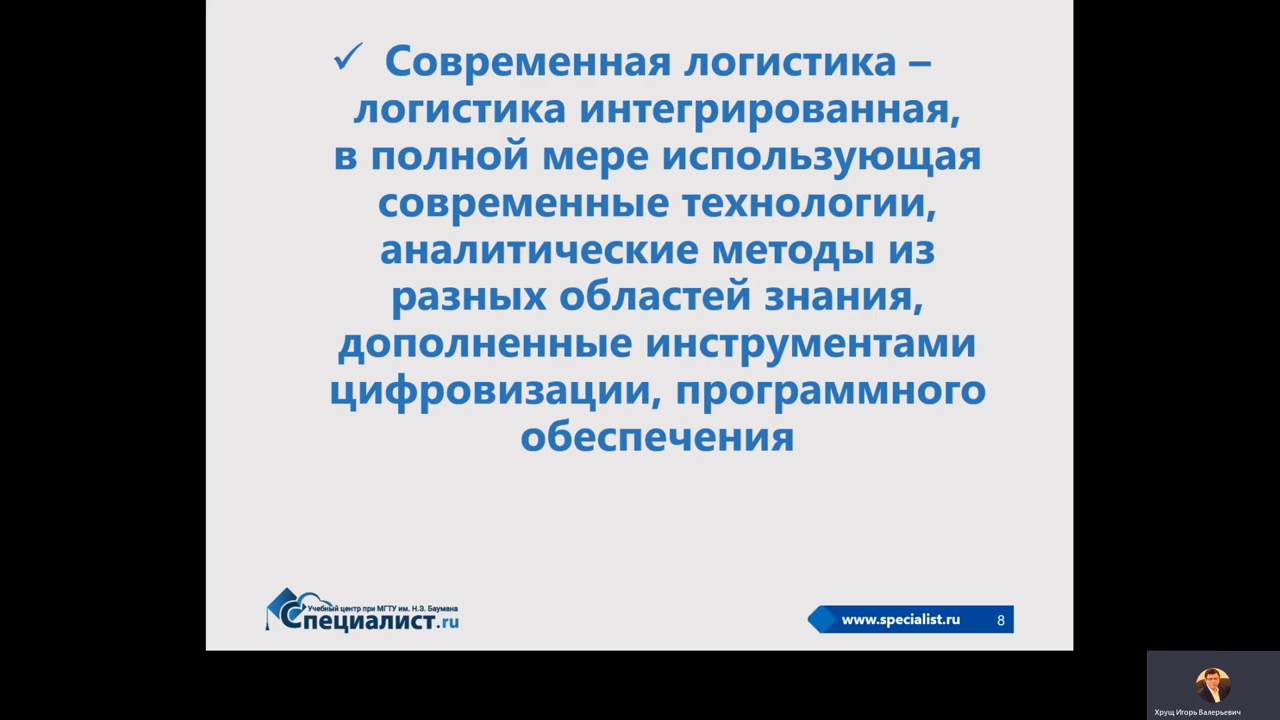 ✓ Современная логистика –
логистика интегрированная,
в полной мере использующая
современные технологии,
аналитические методы из
разных областей знания,
дополненные инструментами
цифровизации, программного
обеспечения
Учебный центр при МГТУ им. Н.Э. Баумана
Специалист.ru
www.specialist.ru 8
Хрущ Игорь Валерьевич